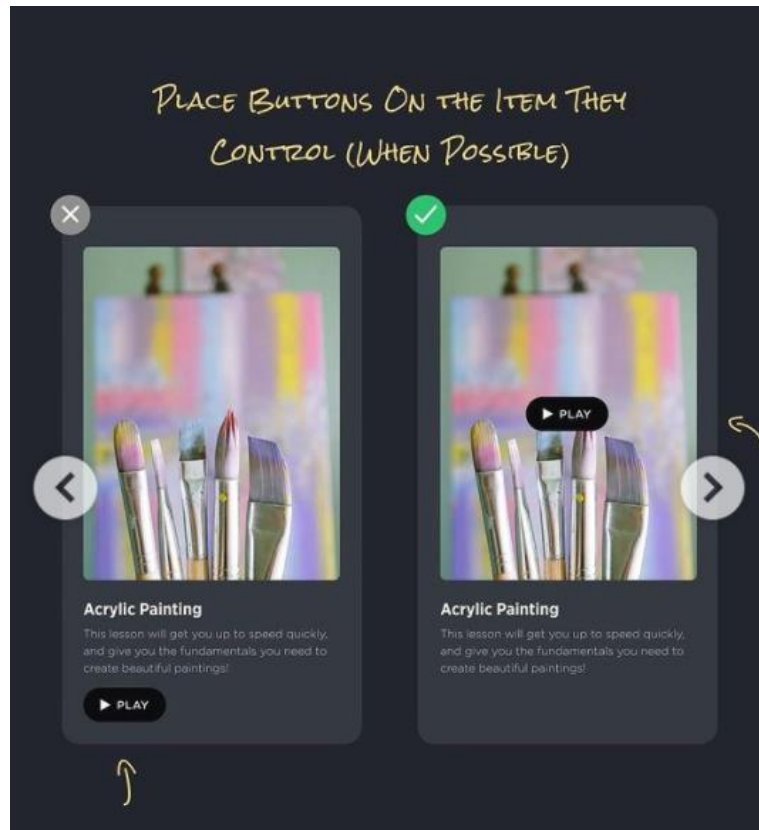 PLACE BUTTONS ON THE ITEM THEY
CONTROL (WHEN POSSIBLE)
Acrylic Painting
This lesson will get you up to speed quickly,
and give you the fundamentals you need to
create beautiful paintings!
PLAY
PLAY
Acrylic Painting
This lesson will get you up to speed quickly,
and give you the fundamentals you need to
create beautiful paintings!